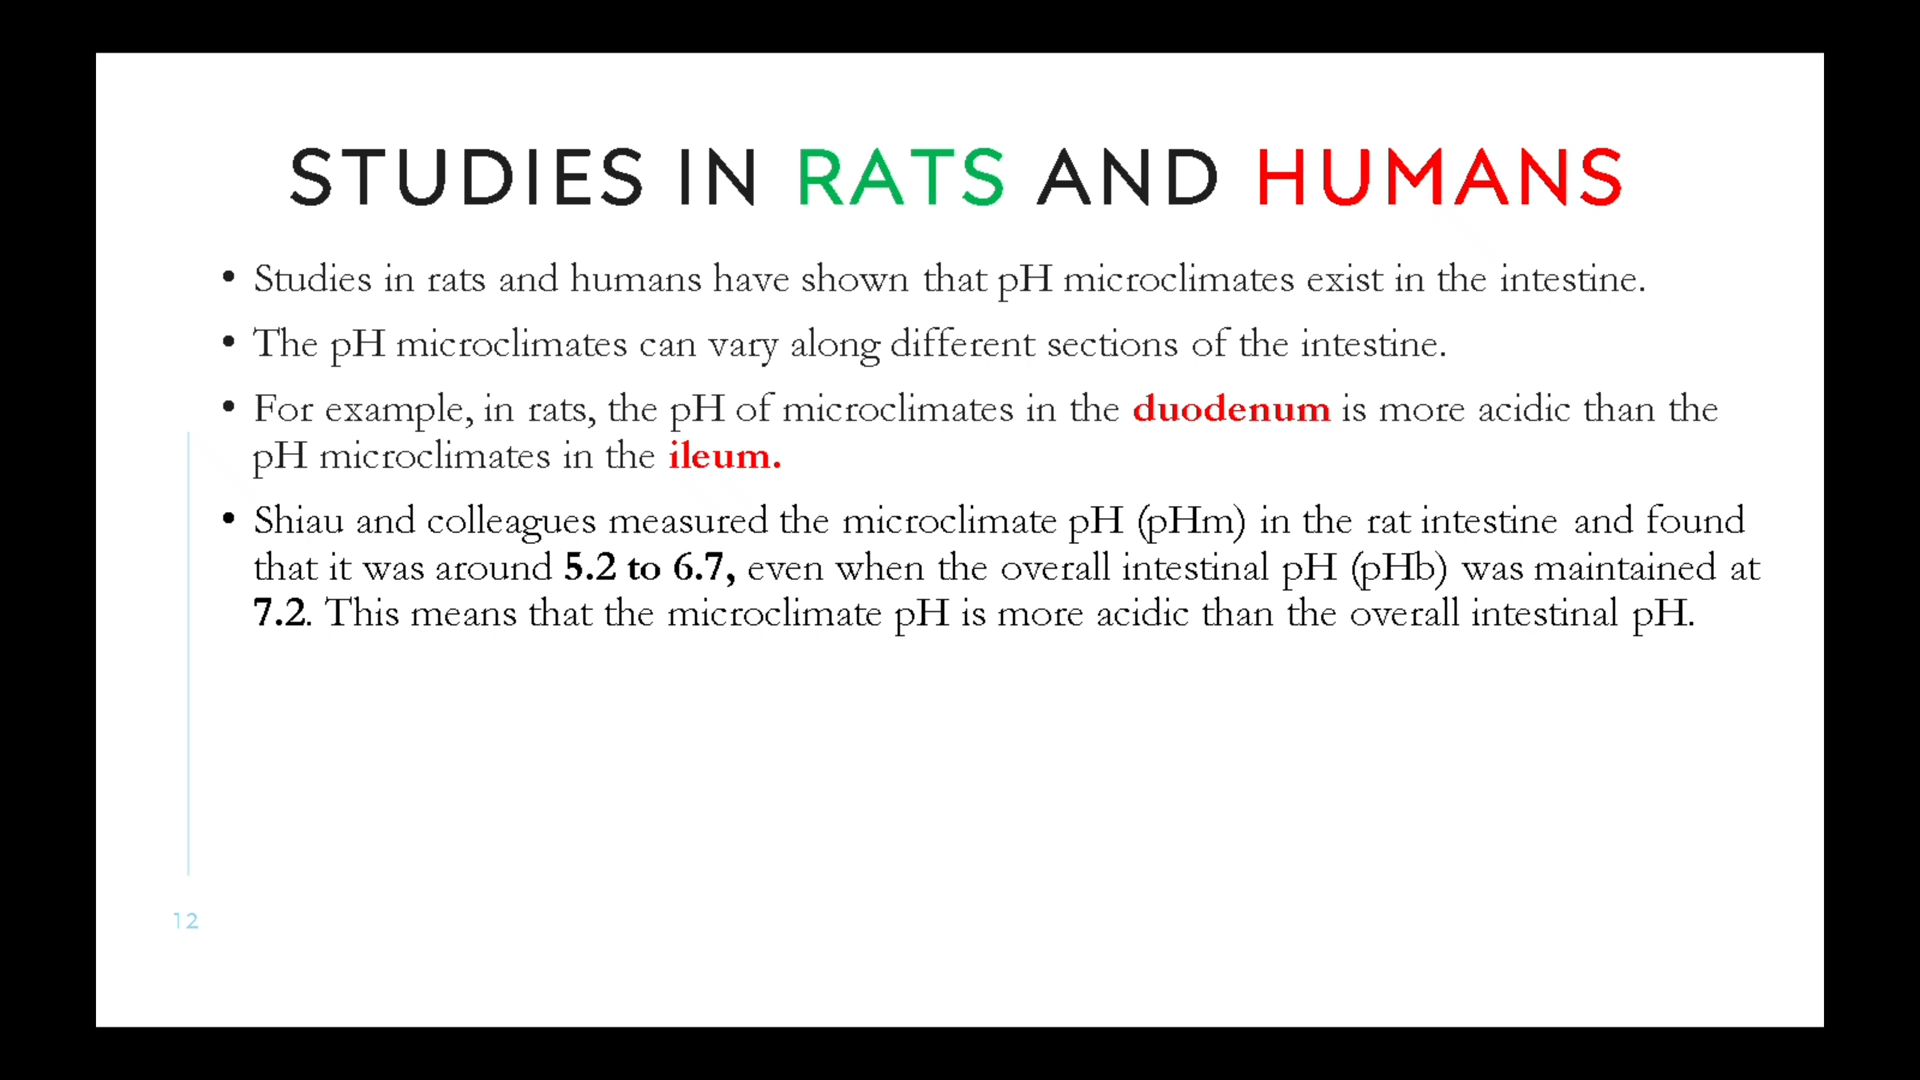 STUDIES IN RATS AND HUMANS
• Studies in rats and humans have shown that pH microclimates exist in the intestine.
• The pH microclimates can vary along different sections of the intestine.
• For example, in rats, the pH of microclimates in the duodenum is more acidic than the
pH microclimates in the ileum.
• Shiau and colleagues measured the microclimate pH (pHm) in the rat intestine and found
that it was around 5.2 to 6.7, even when the overall intestinal pH (pHb) was maintained at
7.2. This means that the microclimate pH is more acidic than the overall intestinal pH.
12